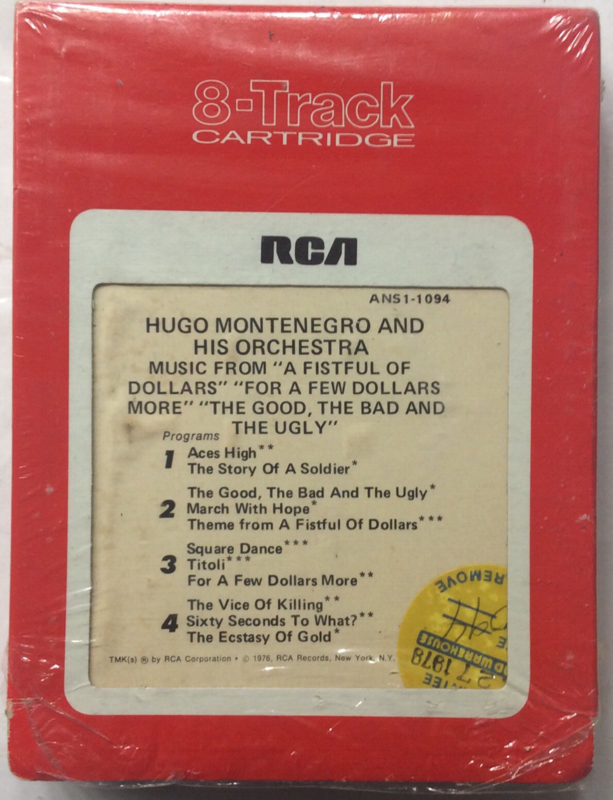 8-Track
CARTRIDGE
RCA
ANS1-1094
HUGO MONTENEGRO AND
HIS ORCHESTRA
MUSIC FROM "A FISTFUL OF
DOLLARS" "FOR A FEW DOLLARS
MORE" "THE GOOD, THE BAD AND
THE UGLY"
Programs
1 Aces High**
The Story Of A Soldier*
2 The Good, The Bad And The Ugly*
March With Hope*
Theme from A Fistful Of Dollars***
3 Square Dance***
Titoli***
For A Few Dollars More**
4 The Vice Of Killing**
Sixty Seconds To What?**
The Ecstasy Of Gold*
TMK(s) ® by RCA Corporation • © 1976, RCA Records, New York, N.Y.
REMOVE
WAREHOUSE
27 1978